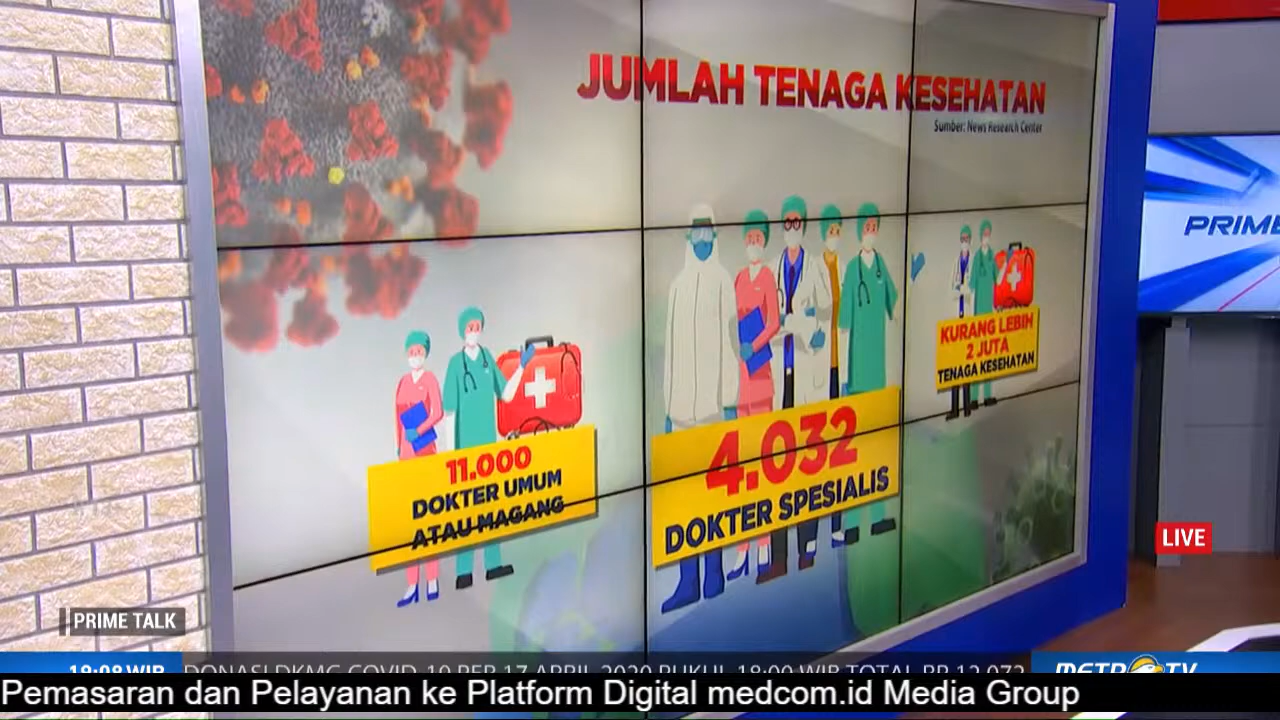 JUMLAH TENAGA KESEHATAN
Sumber: News Research Center
PRIME
KURANG LEBIH
2 JUTA
TENAGA KESEHATAN
4.032
DOKTER SPESIALIS
11.000
DOKTER UMUM
ATAU MAGANG
LIVE
PRIME TALK
19:08 WIB
DONASI DKMG COVID-19 PER 17 APRIL 2020 PUKUL 18:00 WIB TOTAL RP 12,073
METRO TV
Pemasaran dan Pelayanan ke Platform Digital medcom.id Media Group